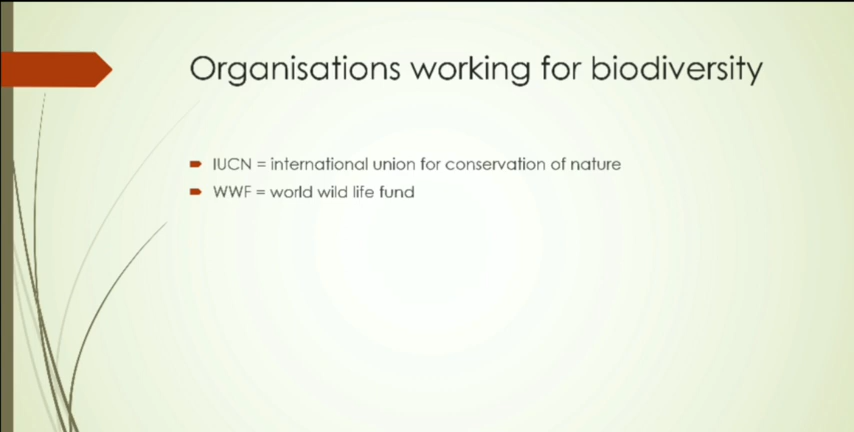 Organisations working for biodiversity
IUCN = international union for conservation of nature
WWF = world wild life fund